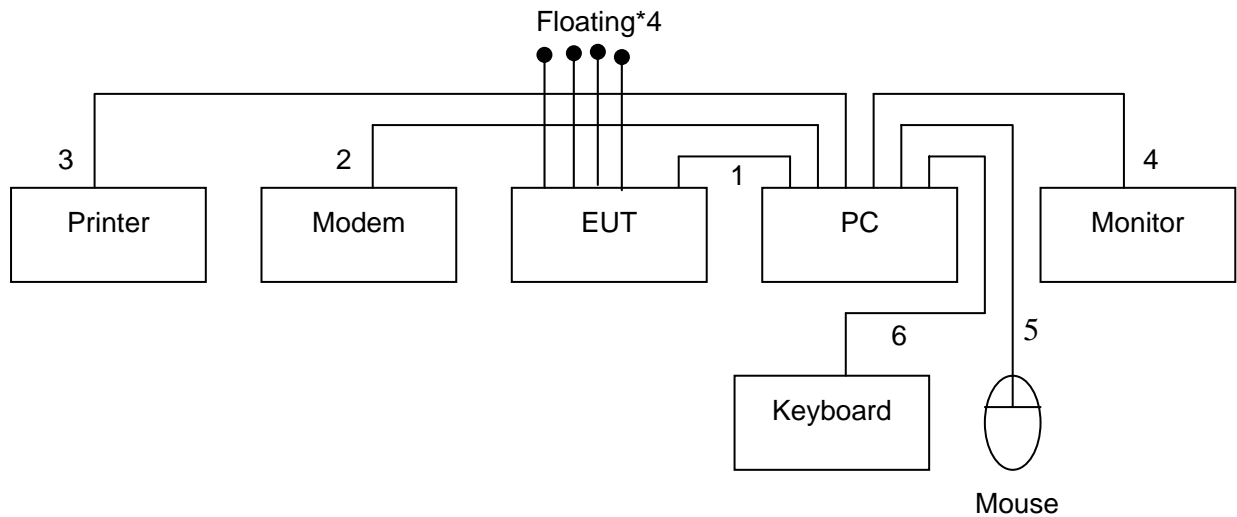 Floating*4
3
2
1
4
Printer
Modem
EUT
PC
Monitor
6
5
Keyboard
Mouse